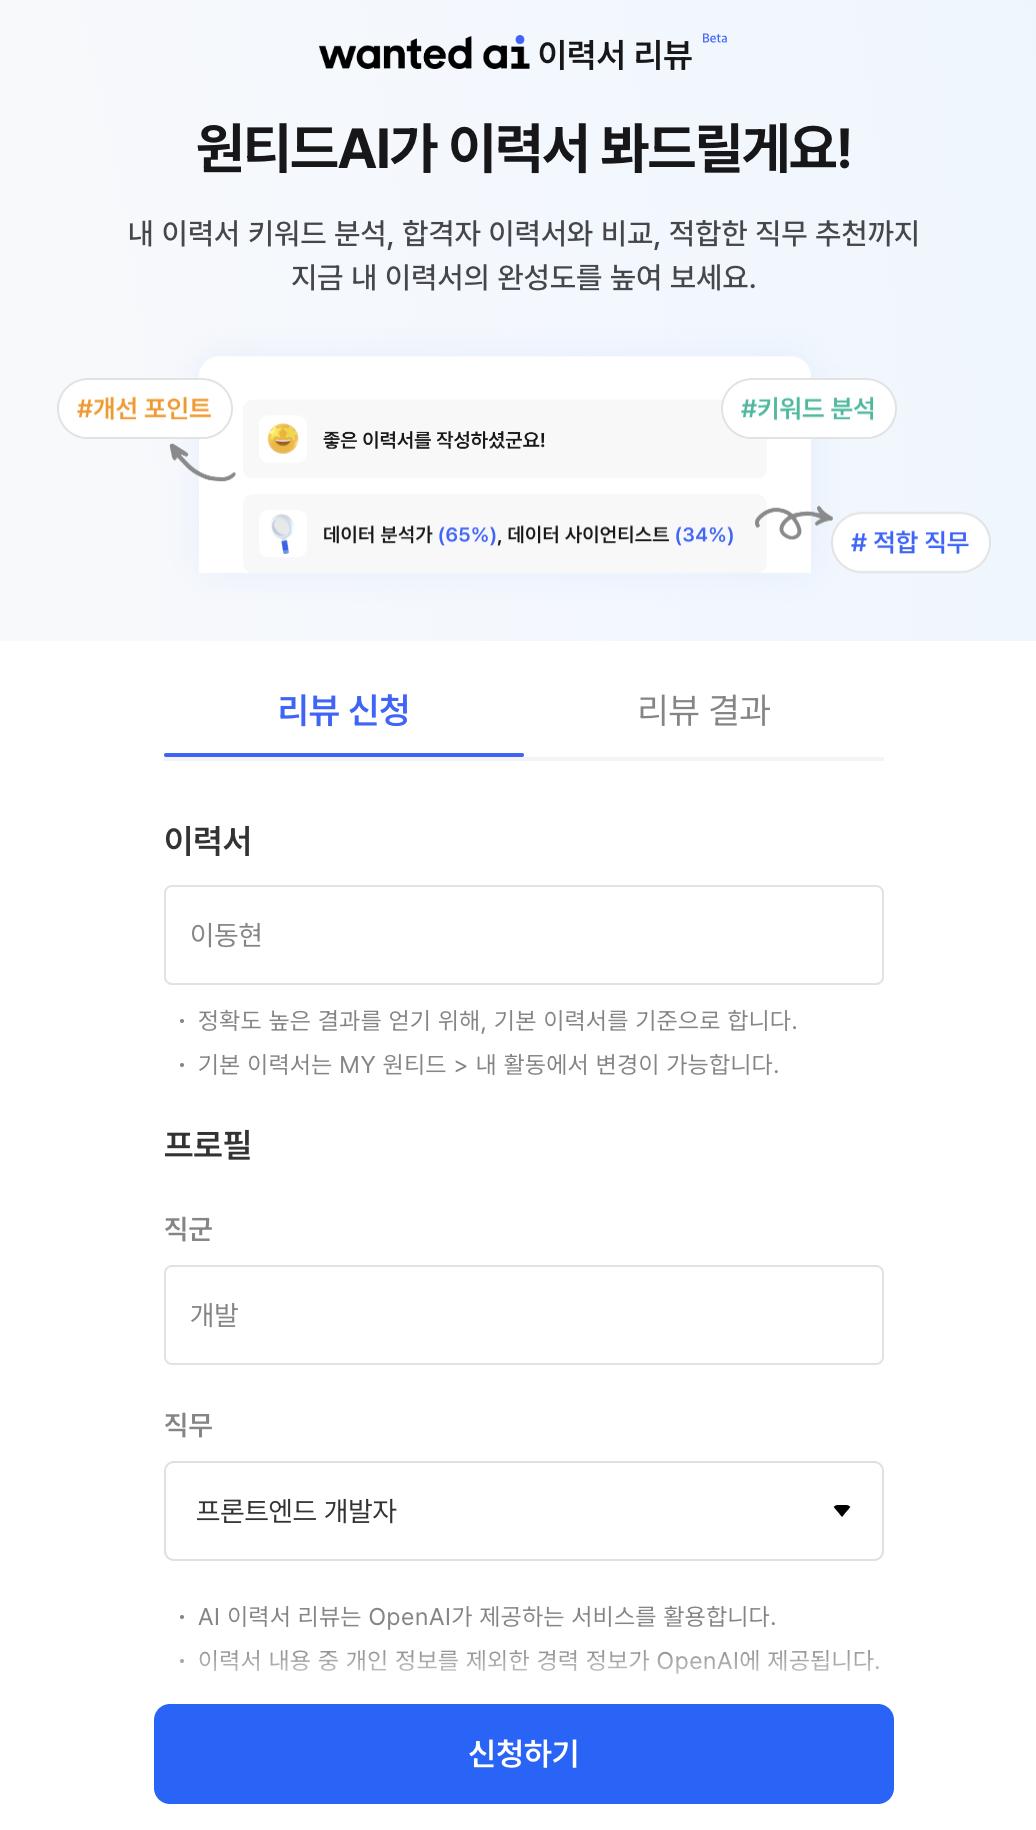 wanted ai 이력서 리뷰 Beta
원티드AI가 이력서 봐드릴게요!
내 이력서 키워드 분석, 합격자 이력서와 비교, 적합한 직무 추천까지
지금 내 이력서의 완성도를 높여 보세요.
#개선 포인트
#키워드 분석
좋은 이력서를 작성하셨군요!
데이터 분석가 (65%), 데이터 사이언티스트 (34%)
# 적합 직무
리뷰 신청
리뷰 결과
이력서
이동현
• 정확도 높은 결과를 얻기 위해, 기본 이력서를 기준으로 합니다.
• 기본 이력서는 MY 원티드 > 내 활동에서 변경이 가능합니다.
프로필
직군
개발
직무
프론트엔드 개발자
• AI 이력서 리뷰는 OpenAI가 제공하는 서비스를 활용합니다.
• 이력서 내용 중 개인 정보를 제외한 경력 정보가 OpenAI에 제공됩니다.
신청하기